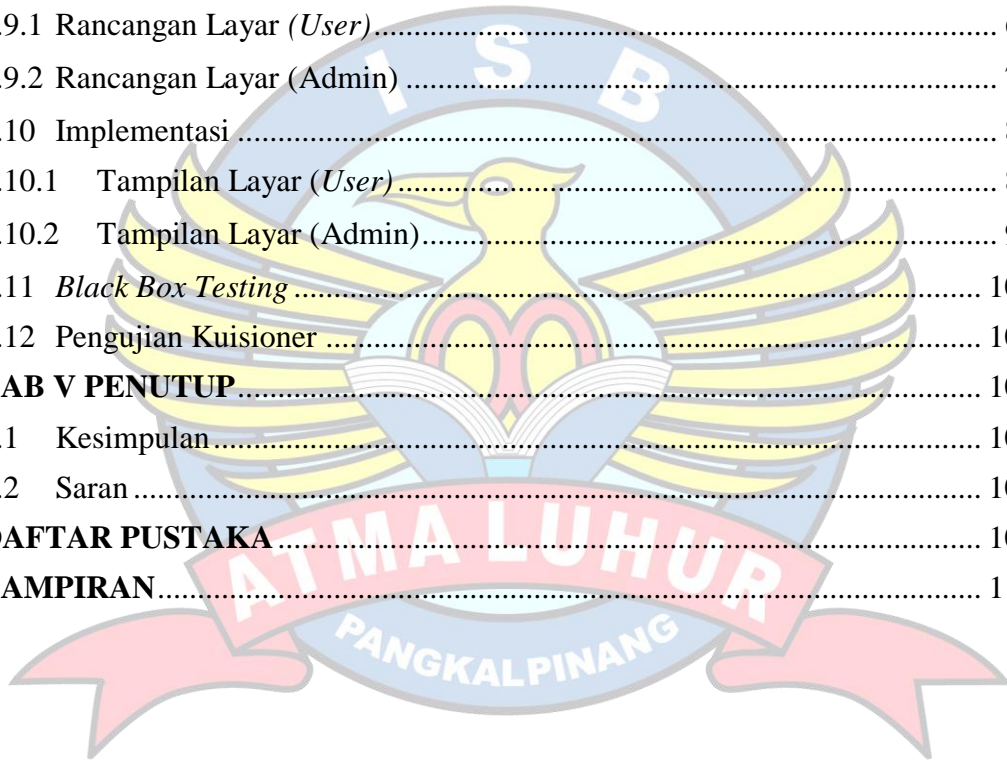 .9.1 Rancangan Layar (User)
.9.2 Rancangan Layar (Admin)
.10 Implementasi
.10.1 Tampilan Layar (User)
.10.2 Tampilan Layar (Admin)
.11 Black Box Testing
.12 Pengujian Kuisioner
AB V PENUTUP
.1 Kesimpulan
.2 Saran
AFTAR PUSTAKA
AMPIRAN
I S B
ATMA LUHUR
PANGKALPINANG